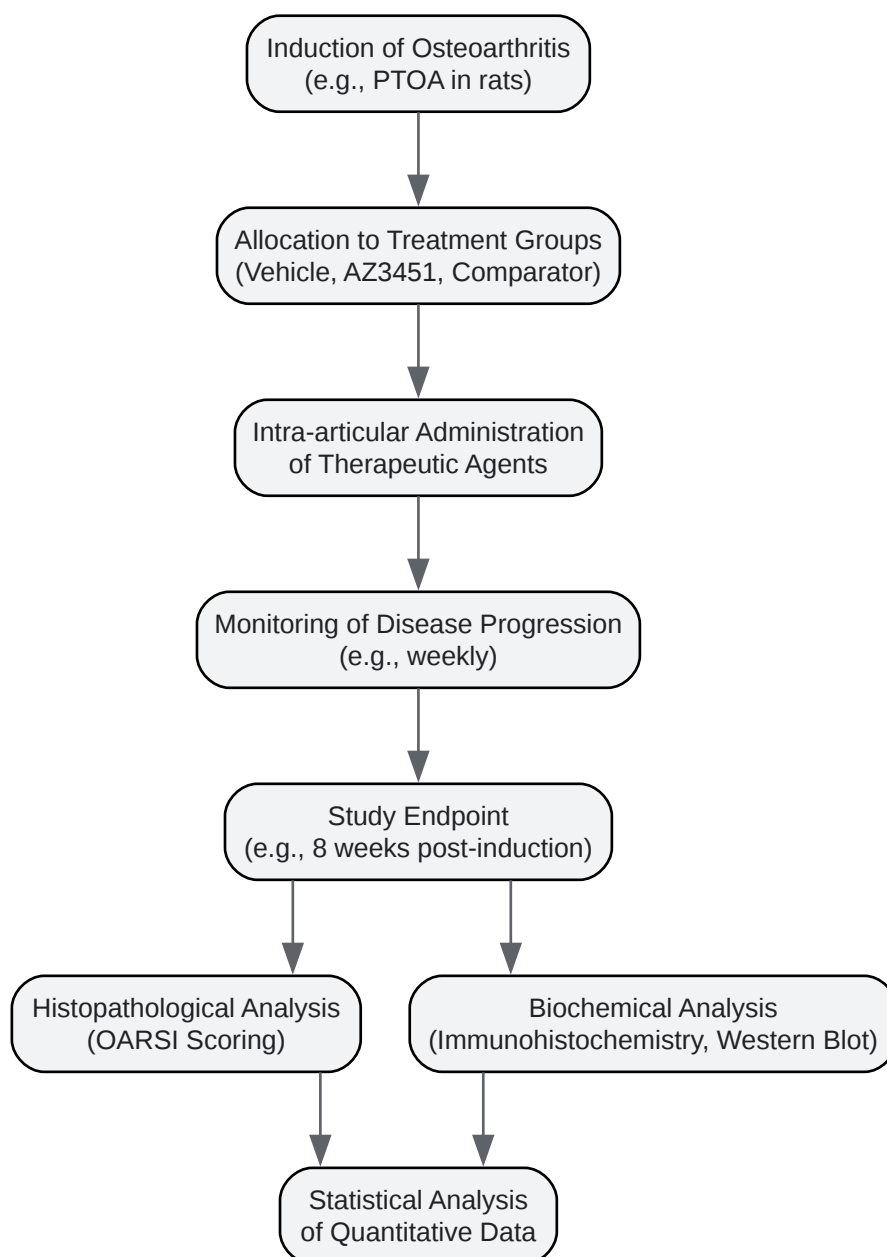 Induction of Osteoarthritis
(e.g., PTOA in rats)
Allocation to Treatment Groups
(Vehicle, AZ3451, Comparator)
Intra-articular Administration
of Therapeutic Agents
Monitoring of Disease Progression
(e.g., weekly)
Study Endpoint
(e.g., 8 weeks post-induction)
Histopathological Analysis
(OARSI Scoring)
Biochemical Analysis
(Immunohistochemistry, Western Blot)
Statistical Analysis
of Quantitative Data